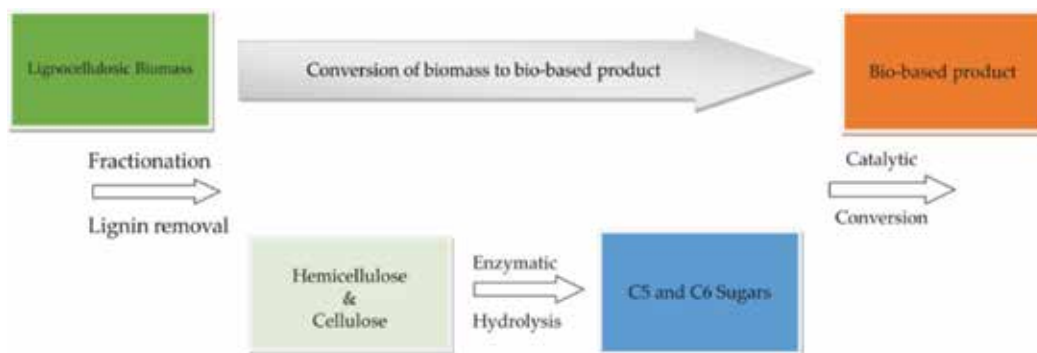 Lignocellulosic Biomass
Conversion of biomass to bio-based product
Bio-based product
Fractionation
Lignin removal
Catalytic
Conversion
Hemicellulose
&
Cellulose
Enzymatic
Hydrolysis
C5 and C6 Sugars